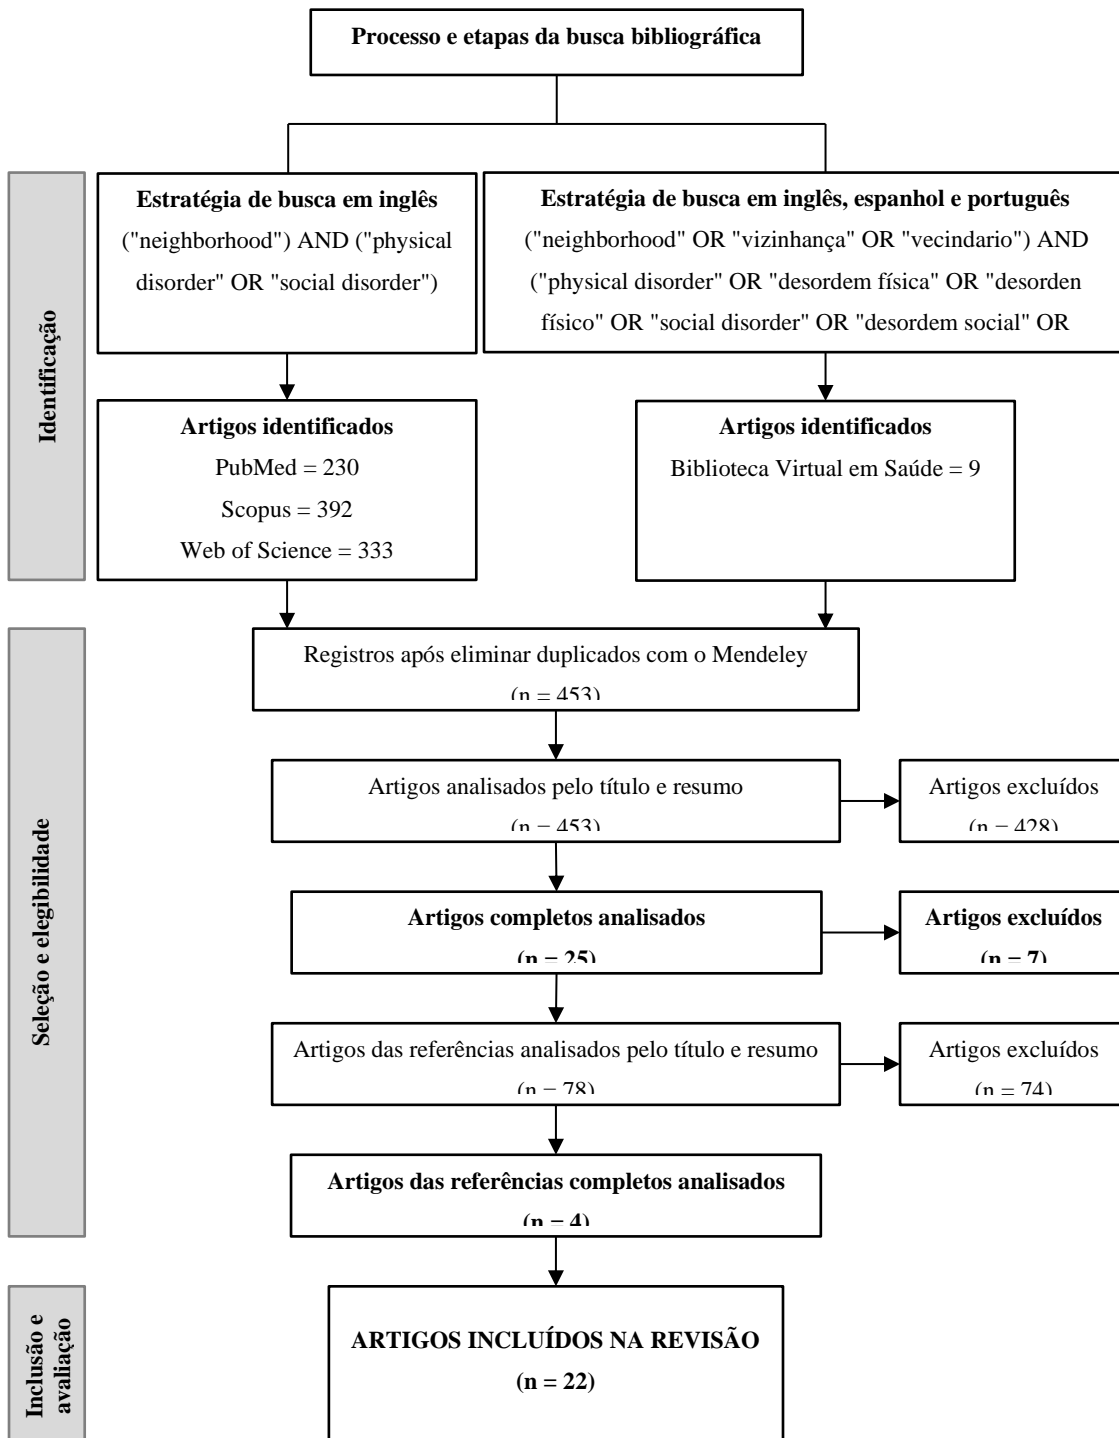 Processo e etapas da busca bibliográfica
Identificação
Estratégia de busca em inglês
("neighborhood") AND ("physical
disorder" OR "social disorder")
Estratégia de busca em inglês, espanhol e português
("neighborhood" OR "vizinhança" OR "vecindario") AND
("physical disorder" OR "desordem física" OR "desorden
físico" OR "social disorder" OR "desordem social" OR
Artigos identificados
PubMed = 230
Scopus = 392
Web of Science = 333
Artigos identificados
Biblioteca Virtual em Saúde = 9
Seleção e elegibilidade
Registros após eliminar duplicados com o Mendeley
(n = 453)
Artigos analisados pelo título e resumo
(n = 453)
Artigos excluídos
(n = 428)
Artigos completos analisados
(n = 25)
Artigos excluídos
(n = 7)
Artigos das referências analisados pelo título e resumo
(n = 78)
Artigos excluídos
(n = 74)
Artigos das referências completos analisados
(n = 4)
Inclusão e
avaliação
ARTIGOS INCLUÍDOS NA REVISÃO
(n = 22)